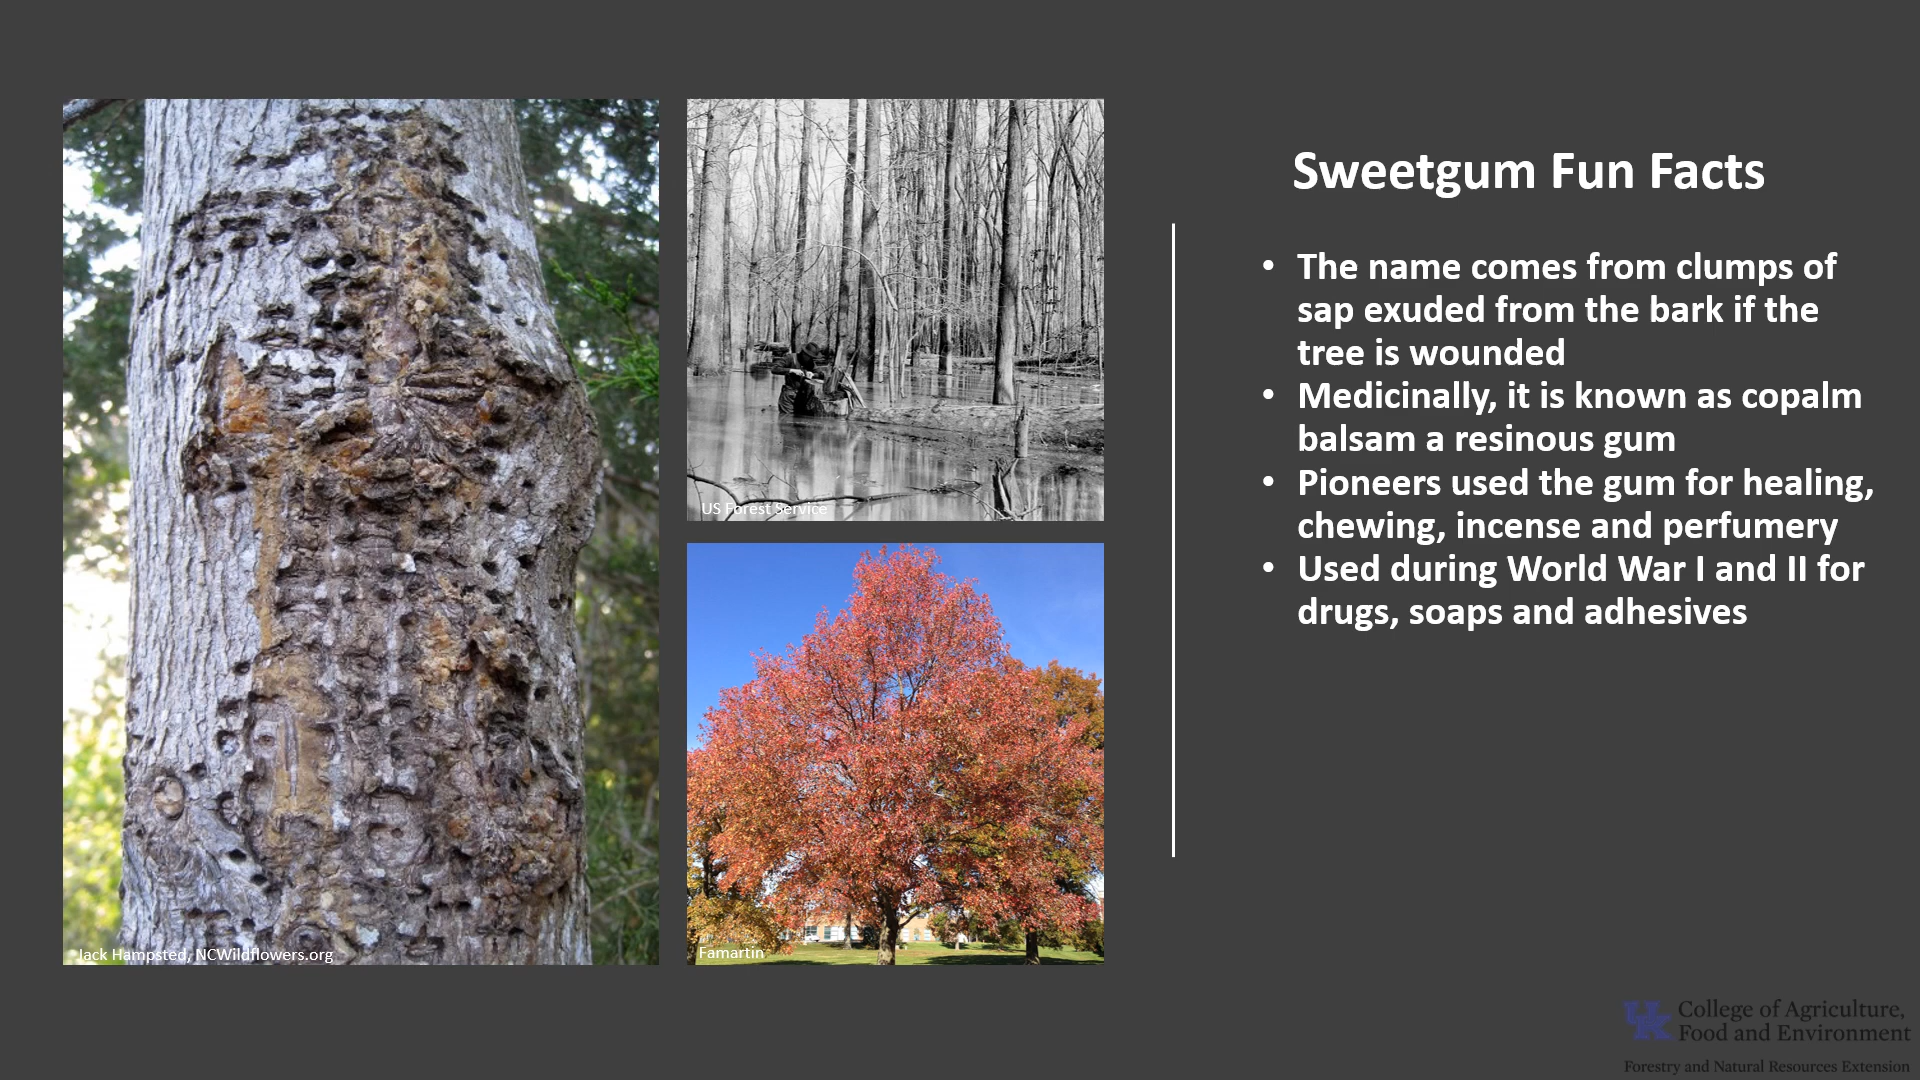 Sweetgum Fun Facts
• The name comes from clumps of
sap exuded from the bark if the
tree is wounded
• Medicinally, it is known as copalm
balsam a resinous gum
• Pioneers used the gum for healing,
chewing, incense and perfumery
• Used during World War I and II for
drugs, soaps and adhesives
Jack Hampsted, NCWildflowers.org
US Forest Service
Famartin
UK
College of Agriculture,
Food and Environment
Forestry and Natural Resources Extension